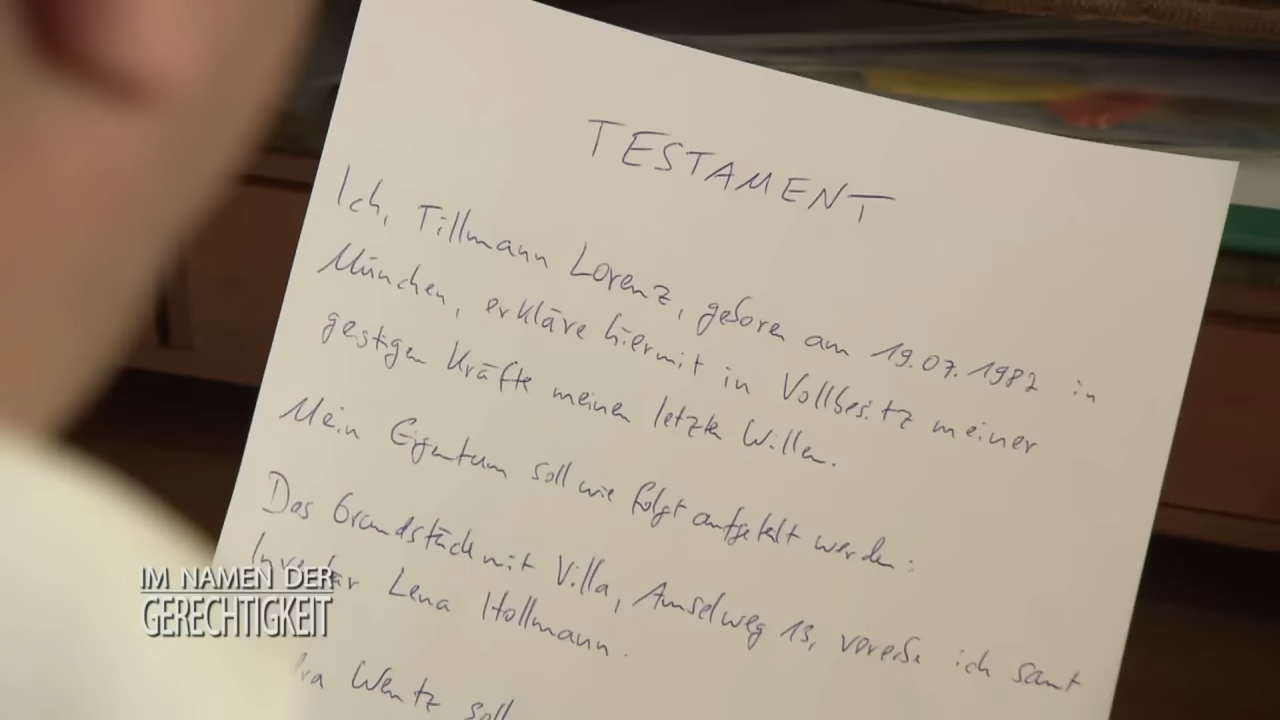 TESTAMENT
Ich, Tillmann Lorenz, geboren am 19.07.1982 in
München, erkläre hiermit in Vollbesitz meiner
gestigen Kräfte meinen letzten Willen.
Mein Eigentum soll wie folgt aufgeteilt werden:
Das Grundstück mit Villa, Amselweg 13, vererbe ich samt
Inventar Lena Hollmann.
Wentz soll
IM NAMEN DER
GERECHTIGKEIT